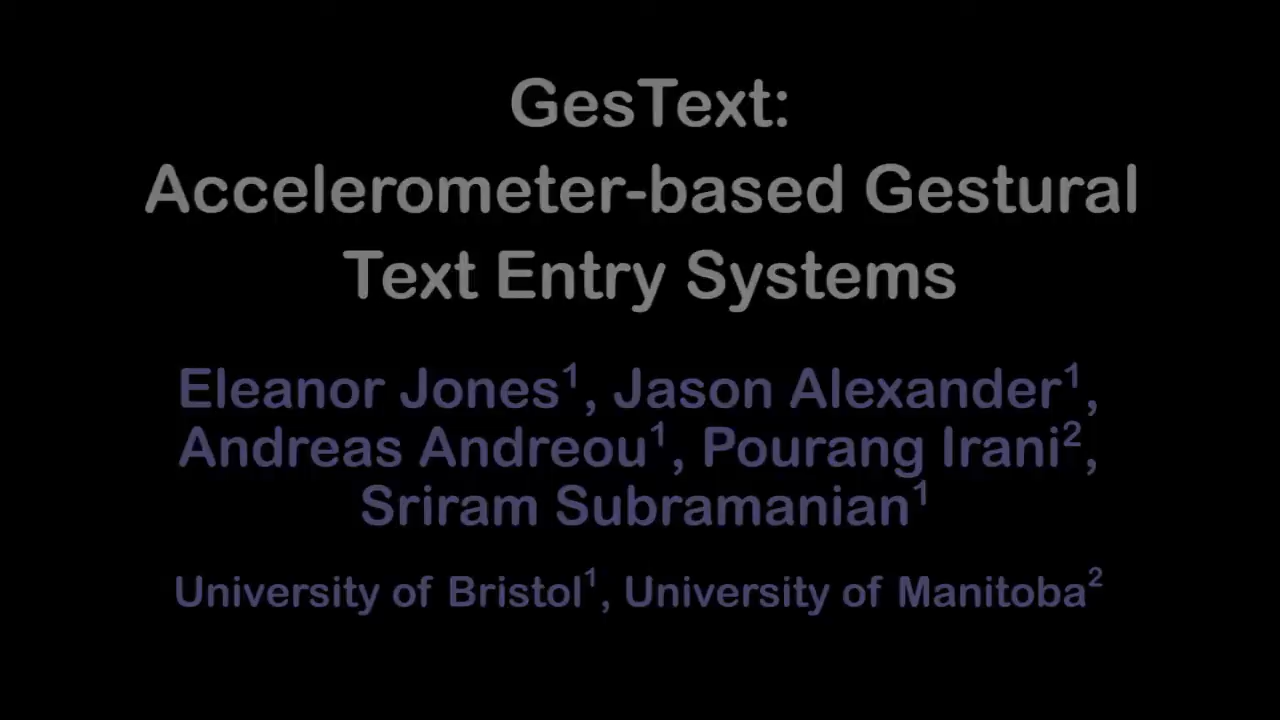 GesText:
Accelerometer-based Gestural
Text Entry Systems
Eleanor Jones¹, Jason Alexander¹,
Andreas Andreou¹, Pourang Irani²,
Sriram Subramanian¹
University of Bristol¹, University of Manitoba²